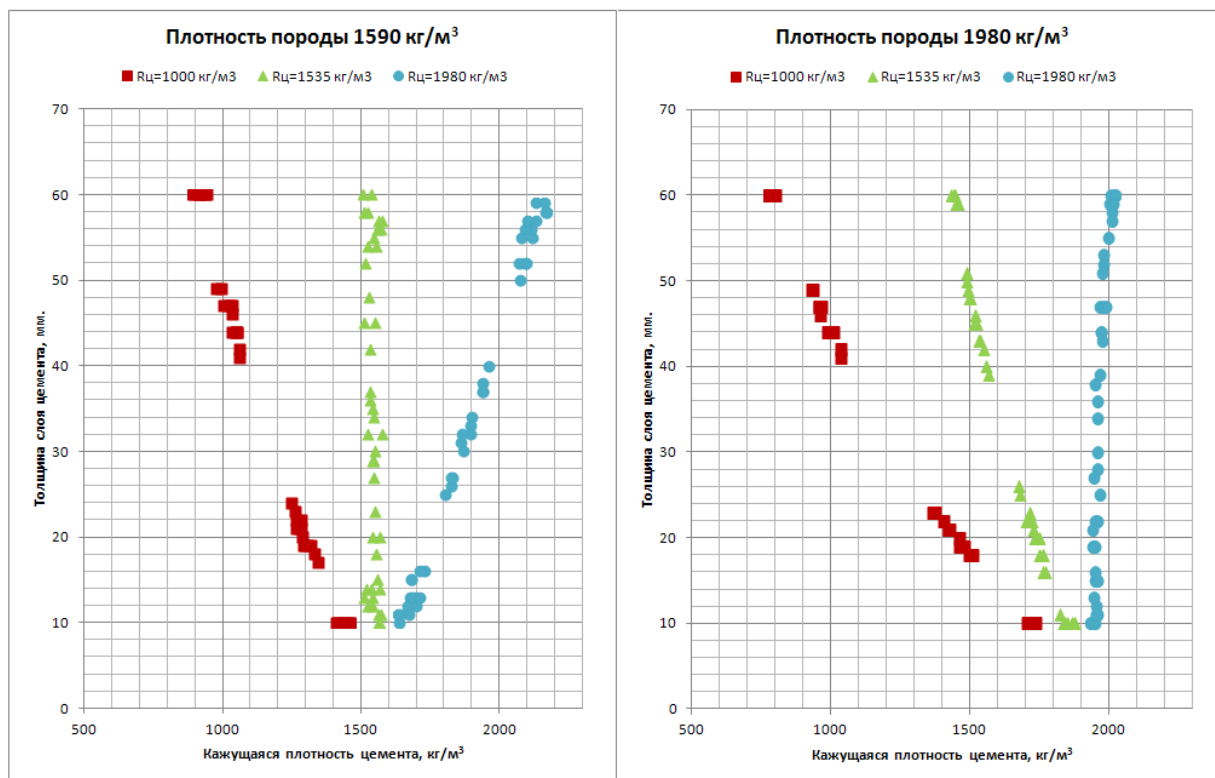 Плотность породы 1590 кг/м³
Rц=1000 кг/м3 Rц=1535 кг/м3 Rц=1980 кг/м3
Толщина слоя цемента, мм.
70
60
50
40
30
20
10
0
500 1000 1500 2000
Кажущаяся плотность цемента, кг/м³
Плотность породы 1980 кг/м³
Rц=1000 кг/м3 Rц=1535 кг/м3 Rц=1980 кг/м3
Толщина слоя цемента, мм.
70
60
50
40
30
20
10
0
500 1000 1500 2000
Кажущаяся плотность цемента, кг/м³